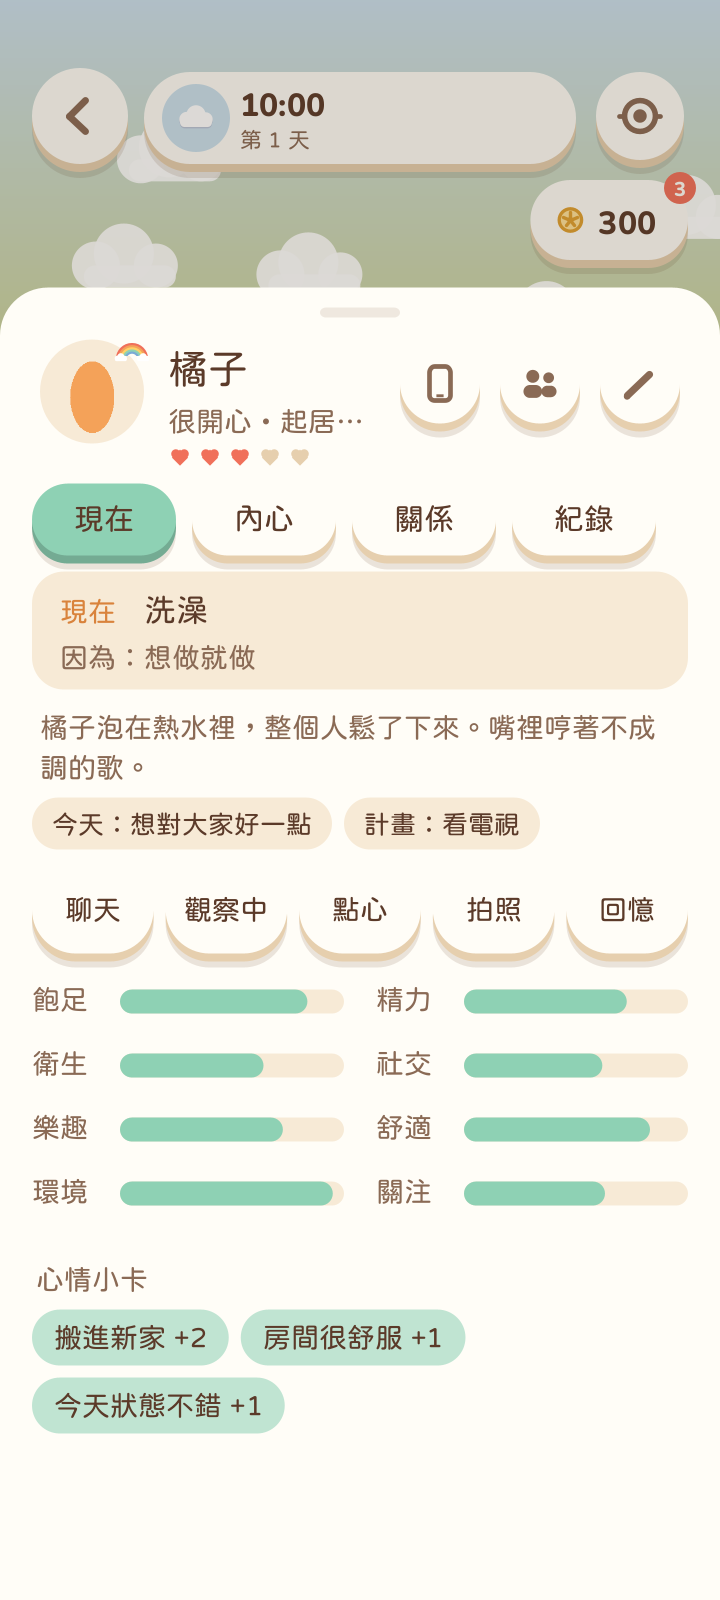 10:00
第 1 天
3
300
橘子
很開心・起居…
現在 內心 關係 紀錄
現在 洗澡
因為：想做就做
橘子泡在熱水裡，整個人鬆了下來。嘴裡哼著不成
調的歌。
今天：想對大家好一點 計畫：看電視
聊天 觀察中 點心 拍照 回憶
飽足 精力
衛生 社交
樂趣 舒適
環境 關注
心情小卡
搬進新家 +2 房間很舒服 +1
今天狀態不錯 +1